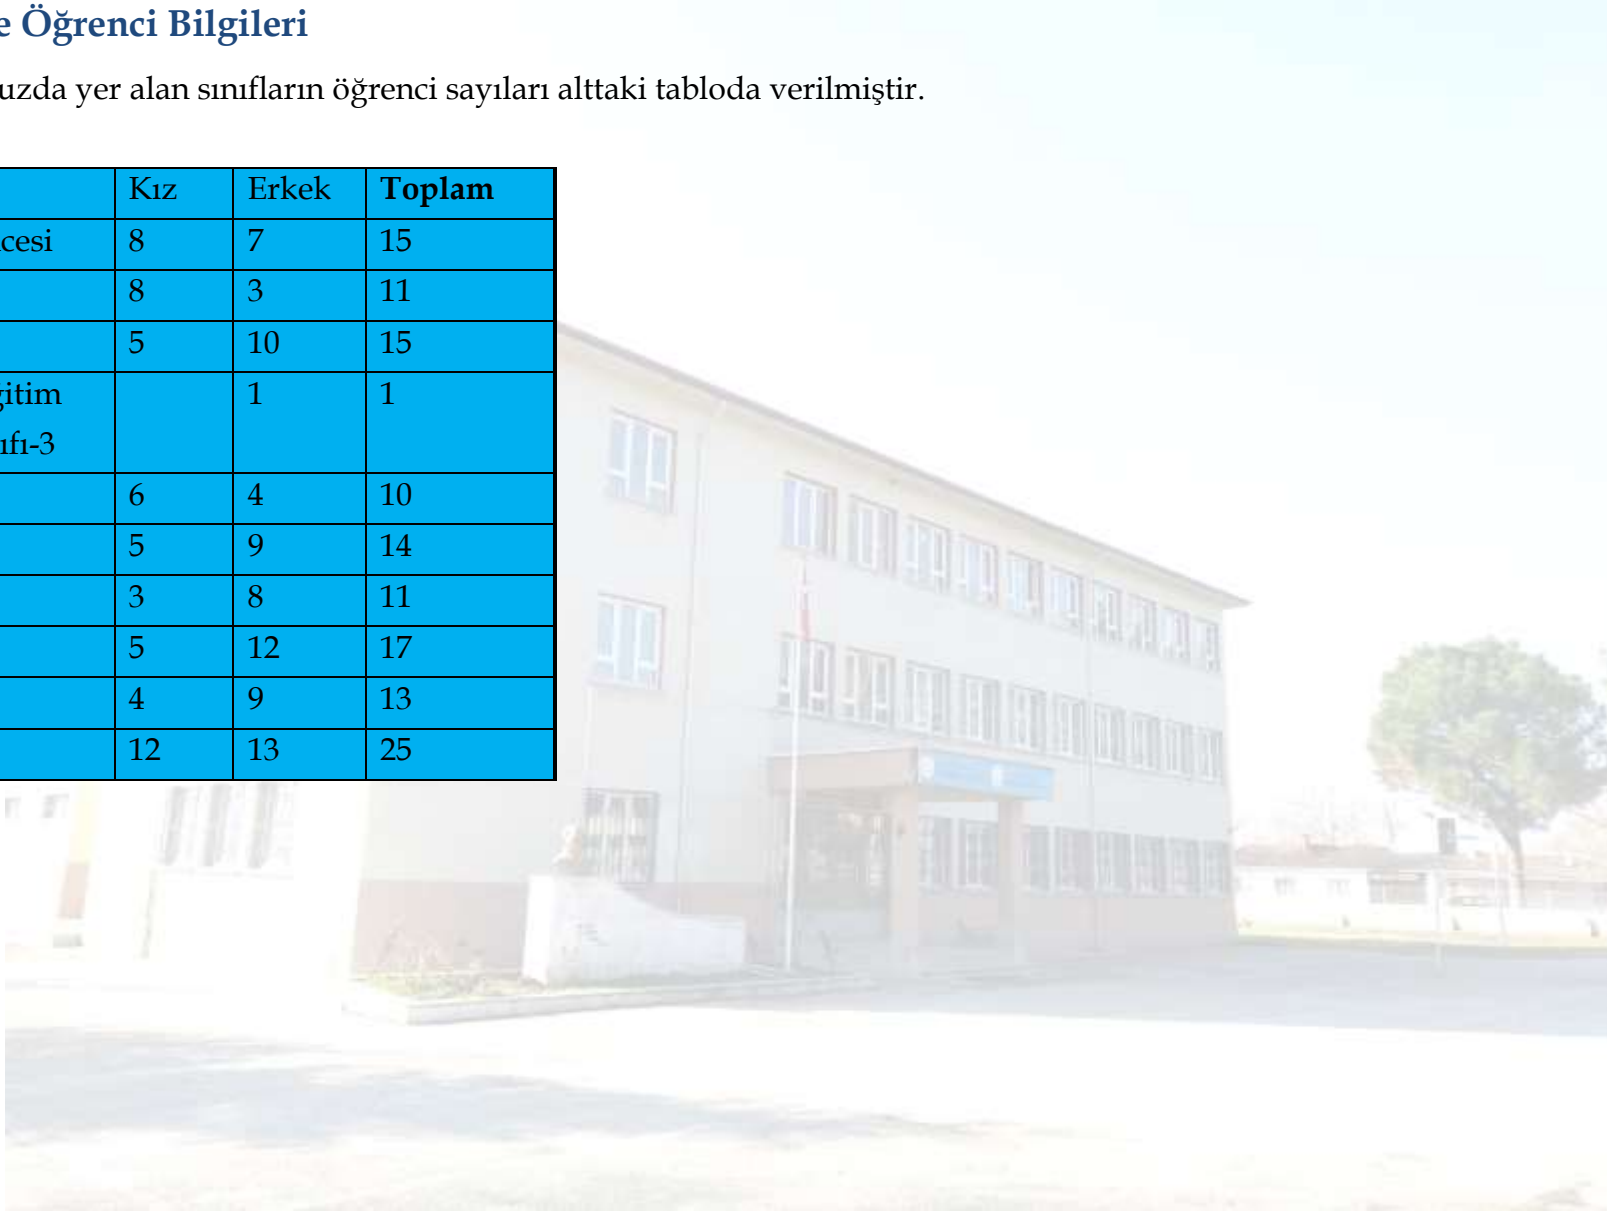 e Öğrenci Bilgileri
uzda yer alan sınıfların öğrenci sayıları alttaki tabloda verilmiştir.
Kız Erkek Toplam
cesi 8 7 15
8 3 11
5 10 15
ğitim 1 1
ıfı-3
6 4 10
5 9 14
3 8 11
5 12 17
4 9 13
12 13 25